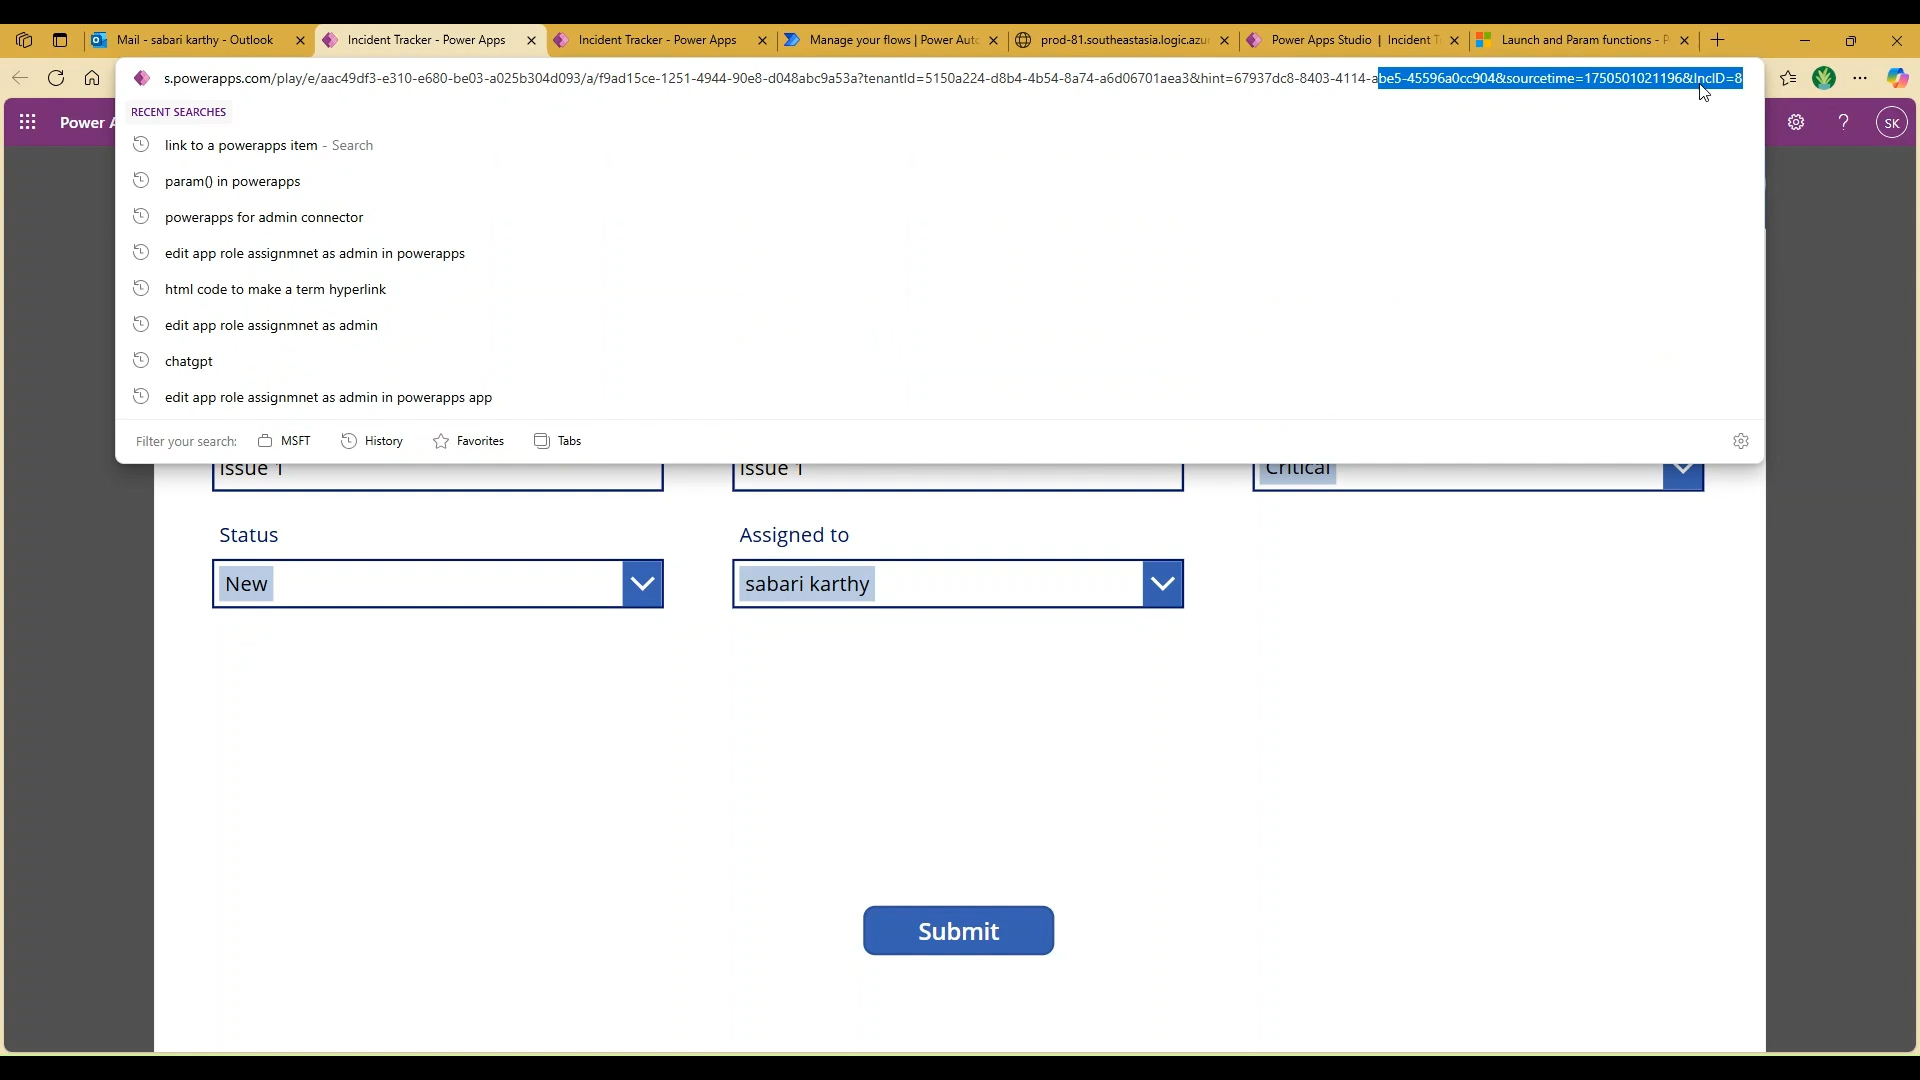 Mail - sabari karthy - Outlook
Incident Tracker - Power Apps
Incident Tracker - Power Apps
Manage your flows | Power Auto
prod-81.southeastasia.logic.azu
Power Apps Studio | Incident T
Launch and Param functions - P
s.powerapps.com/play/e/aac49df3-e310-e680-be03-a025b304d093/a/f9ad15ce-1251-4944-90e8-d048abc9a53a?tenantId=5150a224-d8b4-4b54-8a74-a6d06701aea3&hint=67937dc8-8403-4114-abe5-45596a0cc904&sourcetime=1750501021196&IncID=8
Power A
SK
RECENT SEARCHES
link to a powerapps item - Search
param() in powerapps
powerapps for admin connector
edit app role assignmnet as admin in powerapps
html code to make a term hyperlink
edit app role assignmnet as admin
chatgpt
edit app role assignmnet as admin in powerapps app
Filter your search: MSFT History Favorites Tabs
Issue 1
Issue 1
Critical
Status
Assigned to
New
sabari karthy
Submit